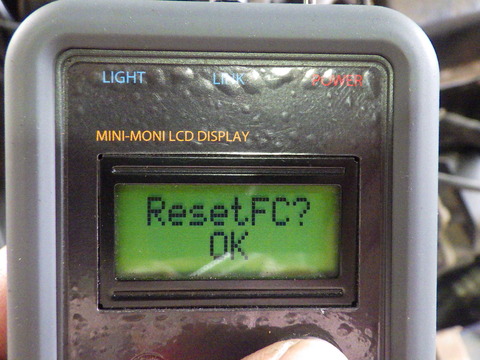 LIGHT LINK POWER
MINI-MONI LCD DISPLAY
ResetFC?
OK